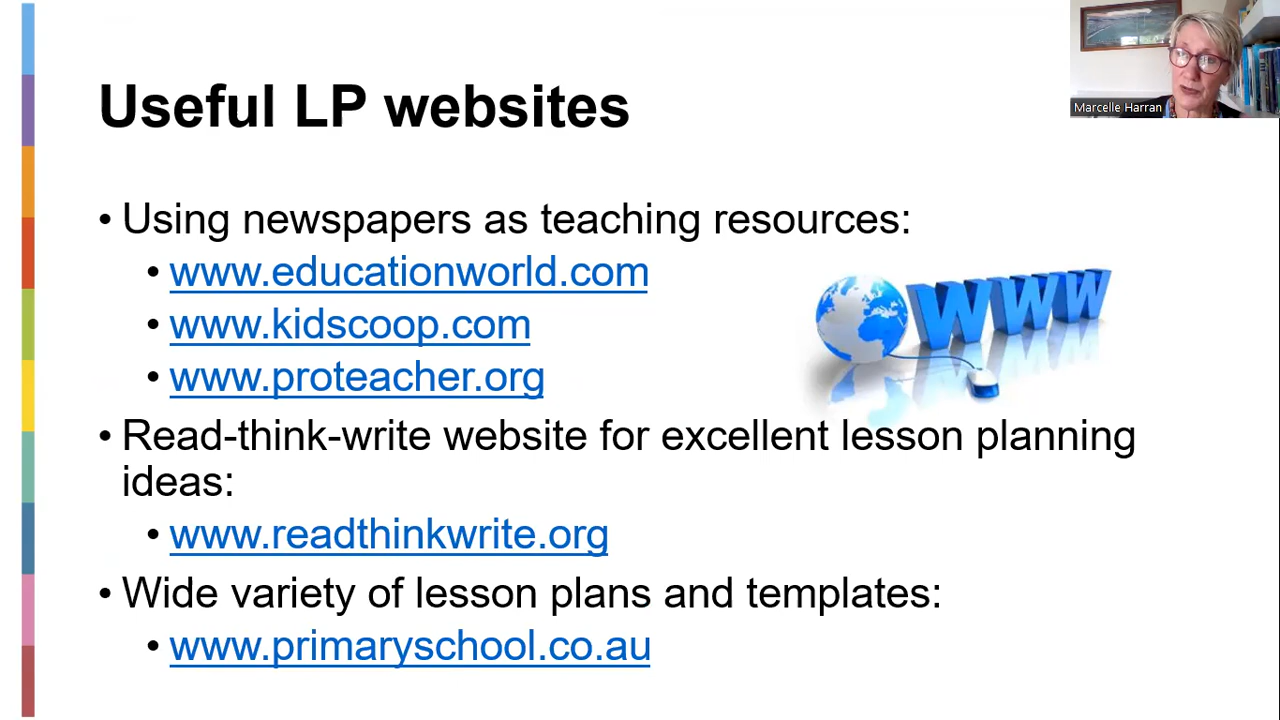 Useful LP websites
Marcelle Harran
• Using newspapers as teaching resources:
• www.educationworld.com
• www.kidscoop.com
• www.proteacher.org
WWW
• Read-think-write website for excellent lesson planning
ideas:
• www.readthinkwrite.org
• Wide variety of lesson plans and templates:
• www.primaryschool.co.au